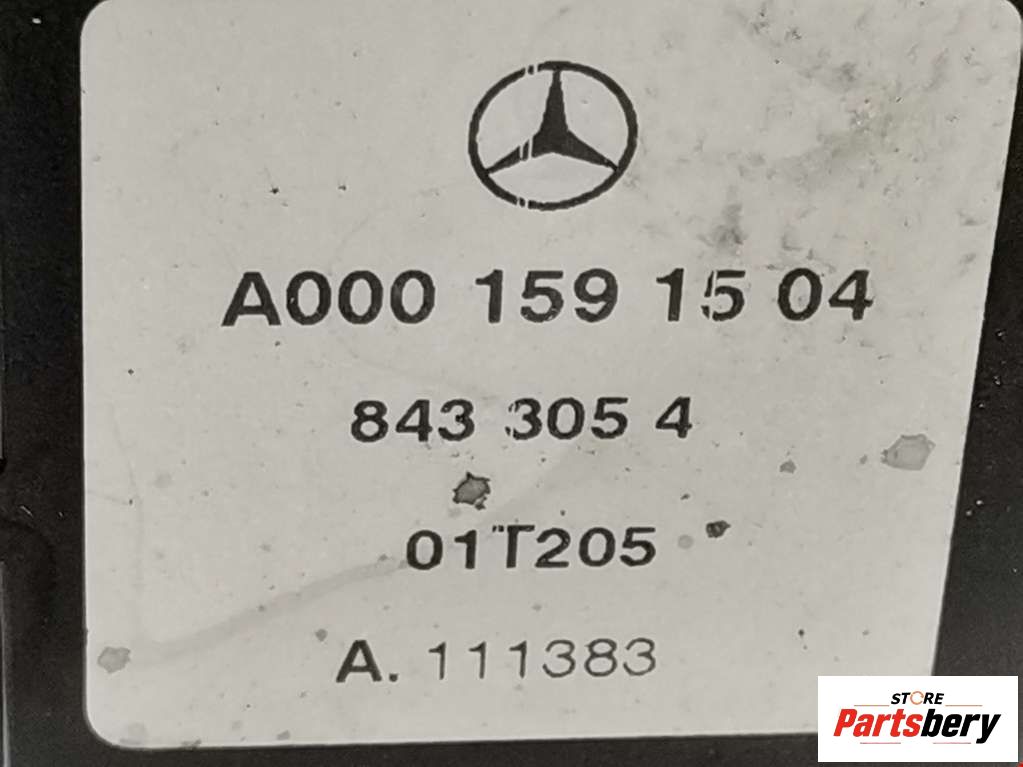 A000 159 15 04
843 305 4
01T205
A. 111383
STORE
Partsbery